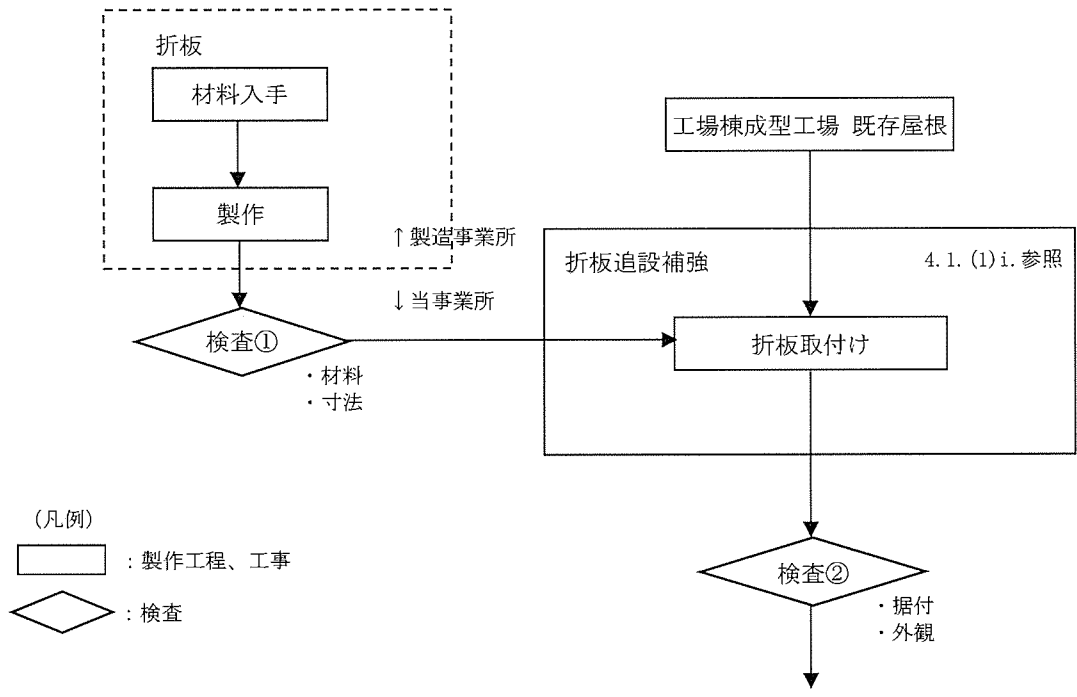 折板
材料入手
製作
↑製造事業所
↓当事業所
検査①
・材料
・寸法
工場棟成型工場 既存屋根
折板追設補強
4.1.(1)i.参照
折板取付け
検査②
・据付
・外観
(凡例)
:製作工程、工事
:検査